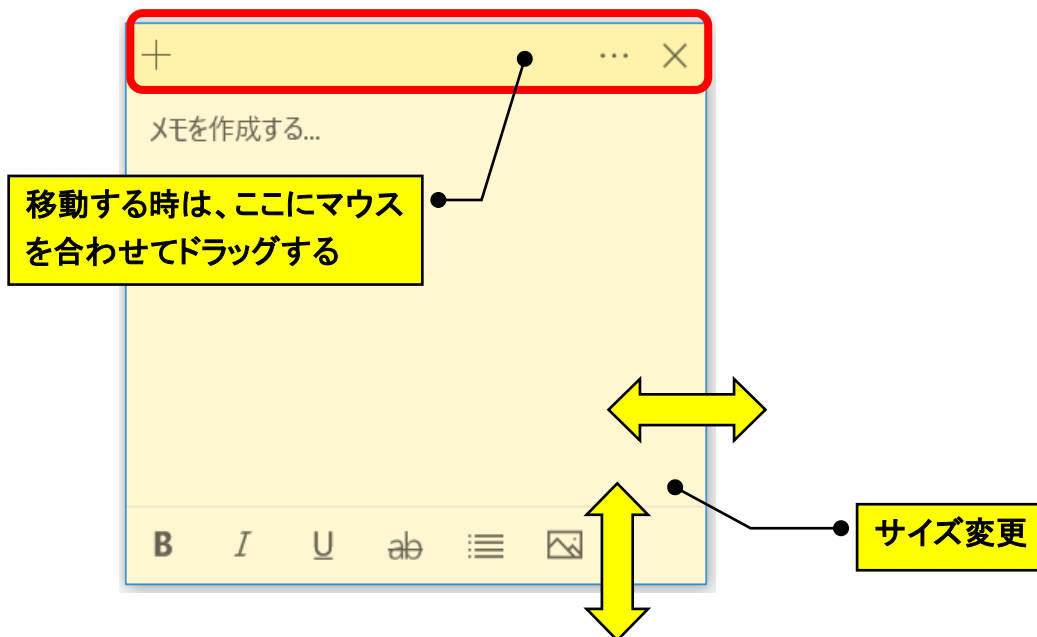 メモを作成する...
移動する時は、ここにマウス
を合わせてドラッグする
サイズ変更
B I U ab